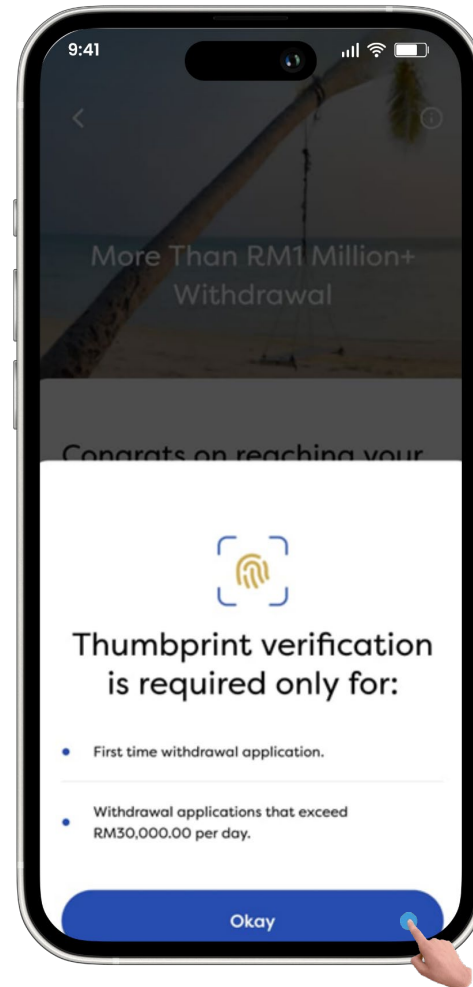 9:41
More Than RM1 Million+
Withdrawal
Congrats on reaching your
Thumbprint verification
is required only for:
First time withdrawal application.
Withdrawal applications that exceed
RM30,000.00 per day.
Okay